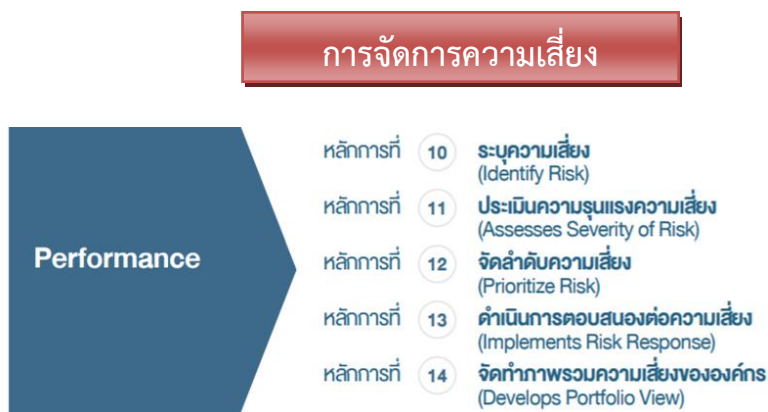 การจัดการความเสี่ยง
Performance
หลักการที่ 10 ระบุความเสี่ยง
(Identify Risk)
หลักการที่ 11 ประเมินความรุนแรงความเสี่ยง
(Assesses Severity of Risk)
หลักการที่ 12 จัดลำดับความเสี่ยง
(Prioritize Risk)
หลักการที่ 13 ดำเนินการตอบสนองต่อความเสี่ยง
(Implements Risk Response)
หลักการที่ 14 จัดทำภาพรวมความเสี่ยงขององค์กร
(Develops Portfolio View)